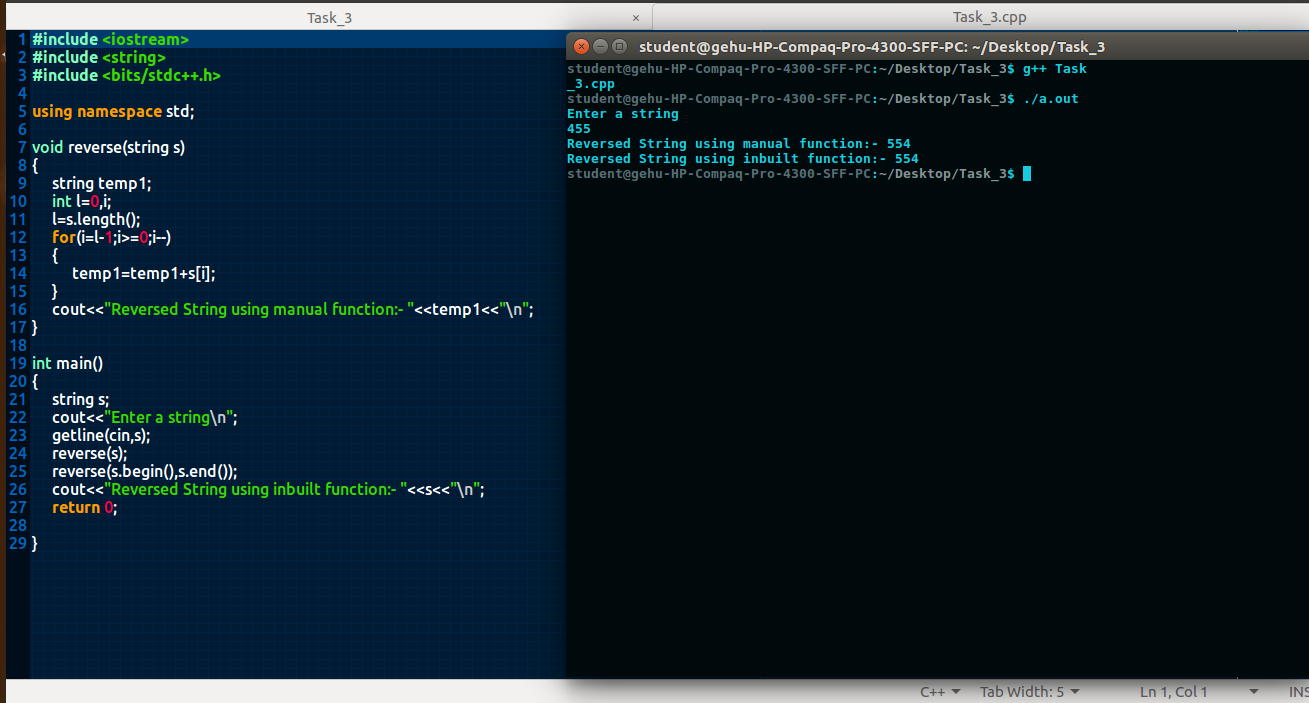 Task_3 ×
Task_3.cpp
1 #include <iostream>
2 #include <string>
3 #include <bits/stdc++.h>
4
5 using namespace std;
6
7 void reverse(string s)
8 {
9 string temp1;
10 int l=0,i;
11 l=s.length();
12 for(i=l-1;i>=0;i--)
13 {
14 temp1=temp1+s[i];
15 }
16 cout<<"Reversed String using manual function:- "<<temp1<<"\n";
17 }
18
19 int main()
20 {
21 string s;
22 cout<<"Enter a string\n";
23 getline(cin,s);
24 reverse(s);
25 reverse(s.begin(),s.end());
26 cout<<"Reversed String using inbuilt function:- "<<s<<"\n";
27 return 0;
28
29 }
student@gehu-HP-Compaq-Pro-4300-SFF-PC: ~/Desktop/Task_3
student@gehu-HP-Compaq-Pro-4300-SFF-PC:~/Desktop/Task_3$ g++ Task
_3.cpp
student@gehu-HP-Compaq-Pro-4300-SFF-PC:~/Desktop/Task_3$ ./a.out
Enter a string
455
Reversed String using manual function:- 554
Reversed String using inbuilt function:- 554
student@gehu-HP-Compaq-Pro-4300-SFF-PC:~/Desktop/Task_3$
C++ Tab Width: 5 Ln 1, Col 1 INS